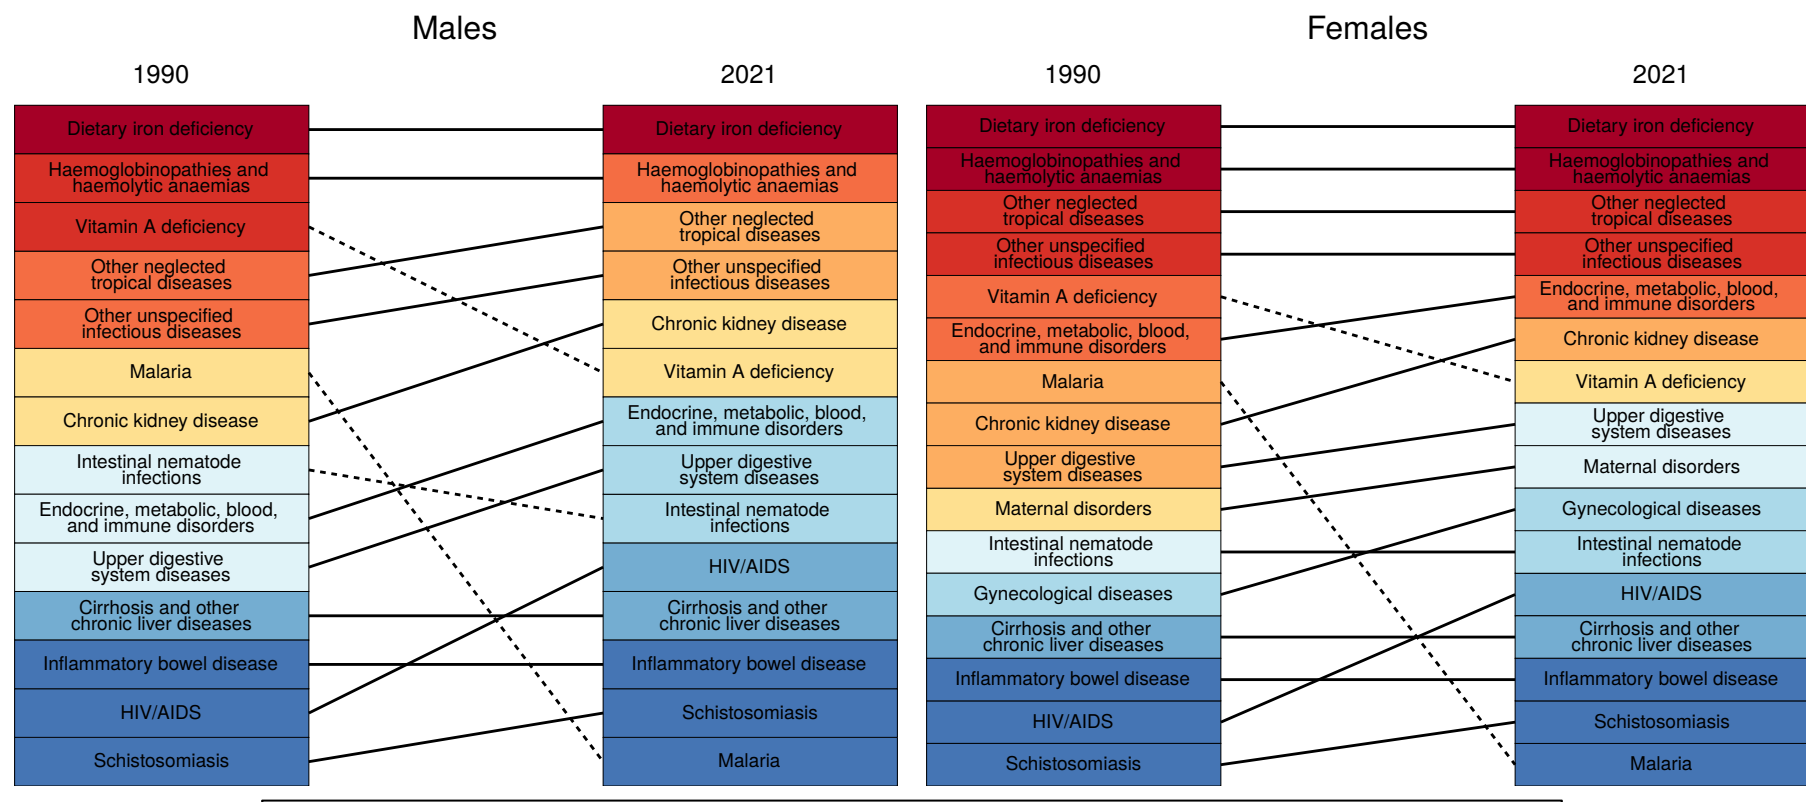 Males
1990
2021
Dietary iron deficiency
Haemoglobinopathies and
haemolytic anaemias
Vitamin A deficiency
Other neglected
tropical diseases
Other unspecified
infectious diseases
Malaria
Chronic kidney disease
Intestinal nematode
infections
Endocrine, metabolic, blood,
and immune disorders
Upper digestive
system diseases
Cirrhosis and other
chronic liver diseases
Inflammatory bowel disease
HIV/AIDS
Schistosomiasis
Dietary iron deficiency
Haemoglobinopathies and
haemolytic anaemias
Other neglected
tropical diseases
Other unspecified
infectious diseases
Chronic kidney disease
Vitamin A deficiency
Endocrine, metabolic, blood,
and immune disorders
Upper digestive
system diseases
Intestinal nematode
infections
HIV/AIDS
Cirrhosis and other
chronic liver diseases
Inflammatory bowel disease
Schistosomiasis
Malaria
Females
1990
2021
Dietary iron deficiency
Haemoglobinopathies and
haemolytic anaemias
Other neglected
tropical diseases
Other unspecified
infectious diseases
Vitamin A deficiency
Endocrine, metabolic, blood,
and immune disorders
Malaria
Chronic kidney disease
Upper digestive
system diseases
Maternal disorders
Intestinal nematode
infections
Gynecological diseases
Cirrhosis and other
chronic liver diseases
Inflammatory bowel disease
HIV/AIDS
Schistosomiasis
Dietary iron deficiency
Haemoglobinopathies and
haemolytic anaemias
Other neglected
tropical diseases
Other unspecified
infectious diseases
Endocrine, metabolic, blood,
and immune disorders
Chronic kidney disease
Vitamin A deficiency
Upper digestive
system diseases
Maternal disorders
Gynecological diseases
Intestinal nematode
infections
HIV/AIDS
Cirrhosis and other
chronic liver diseases
Inflammatory bowel disease
Schistosomiasis
Malaria